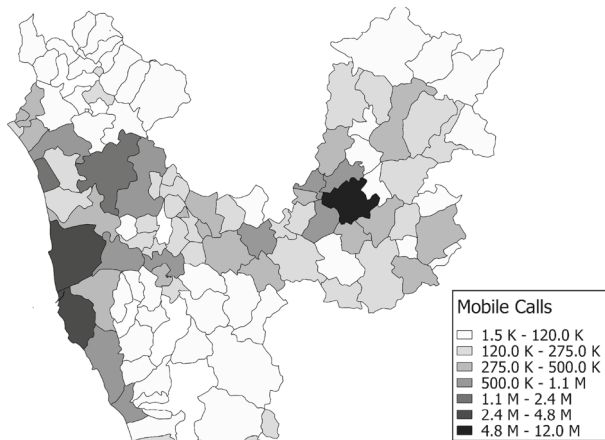 Mobile Calls
1.5 K - 120.0 K
120.0 K - 275.0 K
275.0 K - 500.0 K
500.0 K - 1.1 M
1.1 M - 2.4 M
2.4 M - 4.8 M
4.8 M - 12.0 M